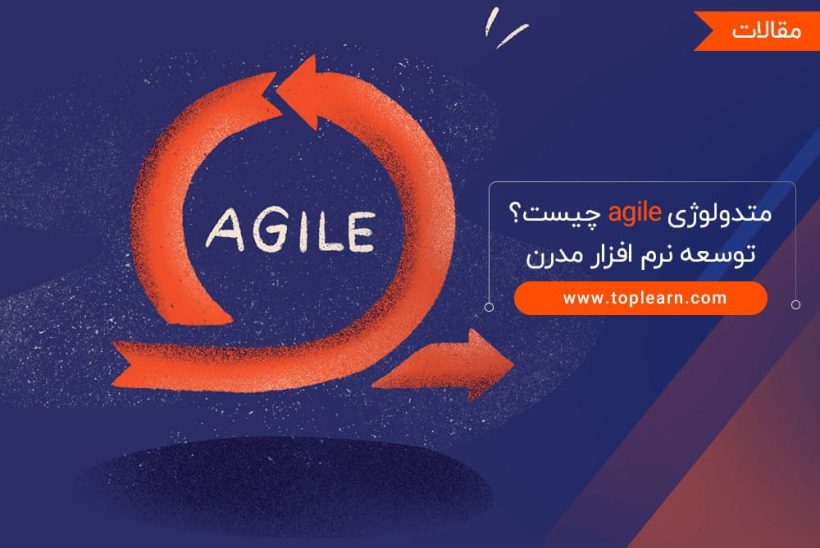 مقالات
AGILE
متدولوژی agile چیست؟
توسعه نرم افزار مدرن
www.toplearn.com